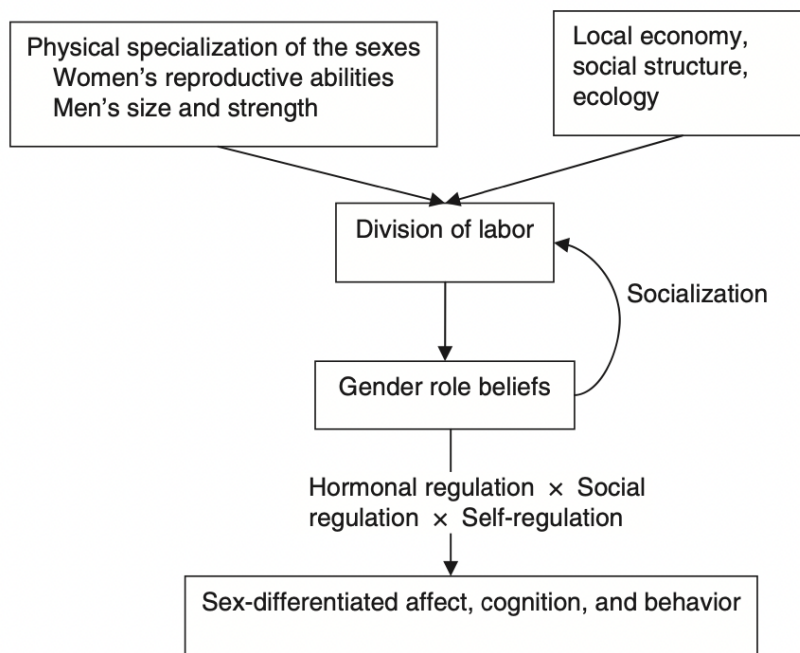 Physical specialization of the sexes
Women’s reproductive abilities
Men’s size and strength
Local economy,
social structure,
ecology
Division of labor
Socialization
Gender role beliefs
Hormonal regulation × Social
regulation × Self-regulation
Sex-differentiated affect, cognition, and behavior